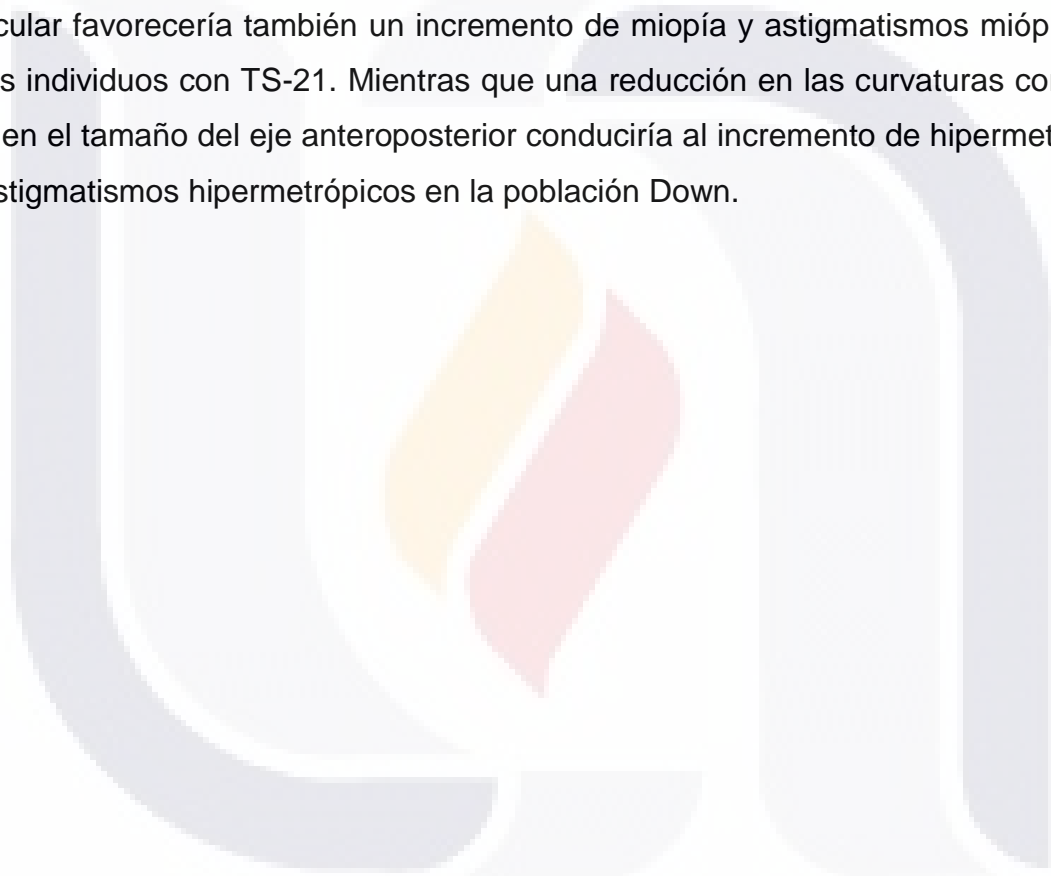 cular favorecería también un incremento de miopía y astigmatismos mióp
s individuos con TS-21. Mientras que una reducción en las curvaturas co
en el tamaño del eje anteroposterior conduciría al incremento de hipermet
stigmatismos hipermetrópicos en la población Down.